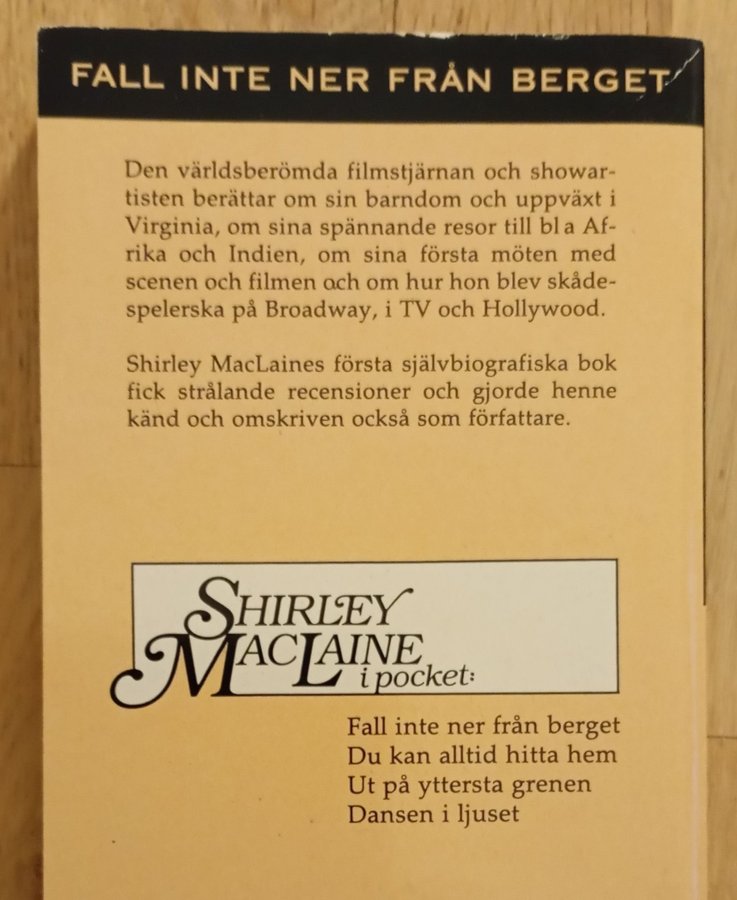 FALL INTE NER FRÅN BERGET
Den världsberömda filmstjärnan och showar-
tisten berättar om sin barndom och uppväxt i
Virginia, om sina spännande resor till bl a Af-
rika och Indien, om sina första möten med
scenen och filmen och om hur hon blev skåde-
spelerska på Broadway, i TV och Hollywood.
Shirley MacLaines första självbiografiska bok
fick strålande recensioner och gjorde henne
känd och omskriven också som författare.
SHIRLEY
MACLAINE
i pocket:
Fall inte ner från berget
Du kan alltid hitta hem
Ut på yttersta grenen
Dansen i ljuset